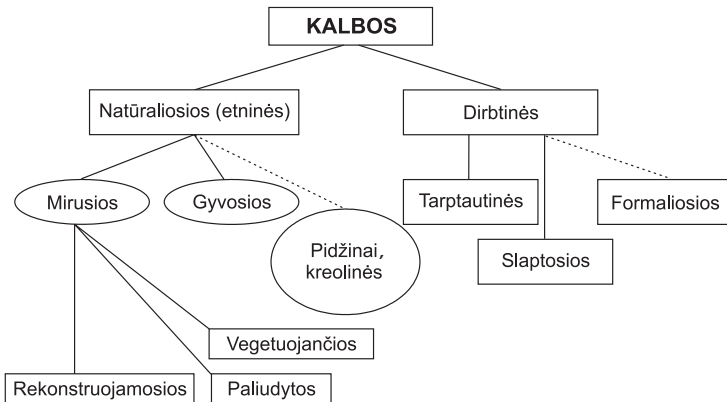 KALBOS
Natūraliosios (etninės)
Dirbtinės
Mirusios
Gyvosios
Tarptautinės
Formaliosios
Pidžinai,
kreolinės
Slaptosios
Vegetuojančios
Rekonstruojamosios
Paliudytos